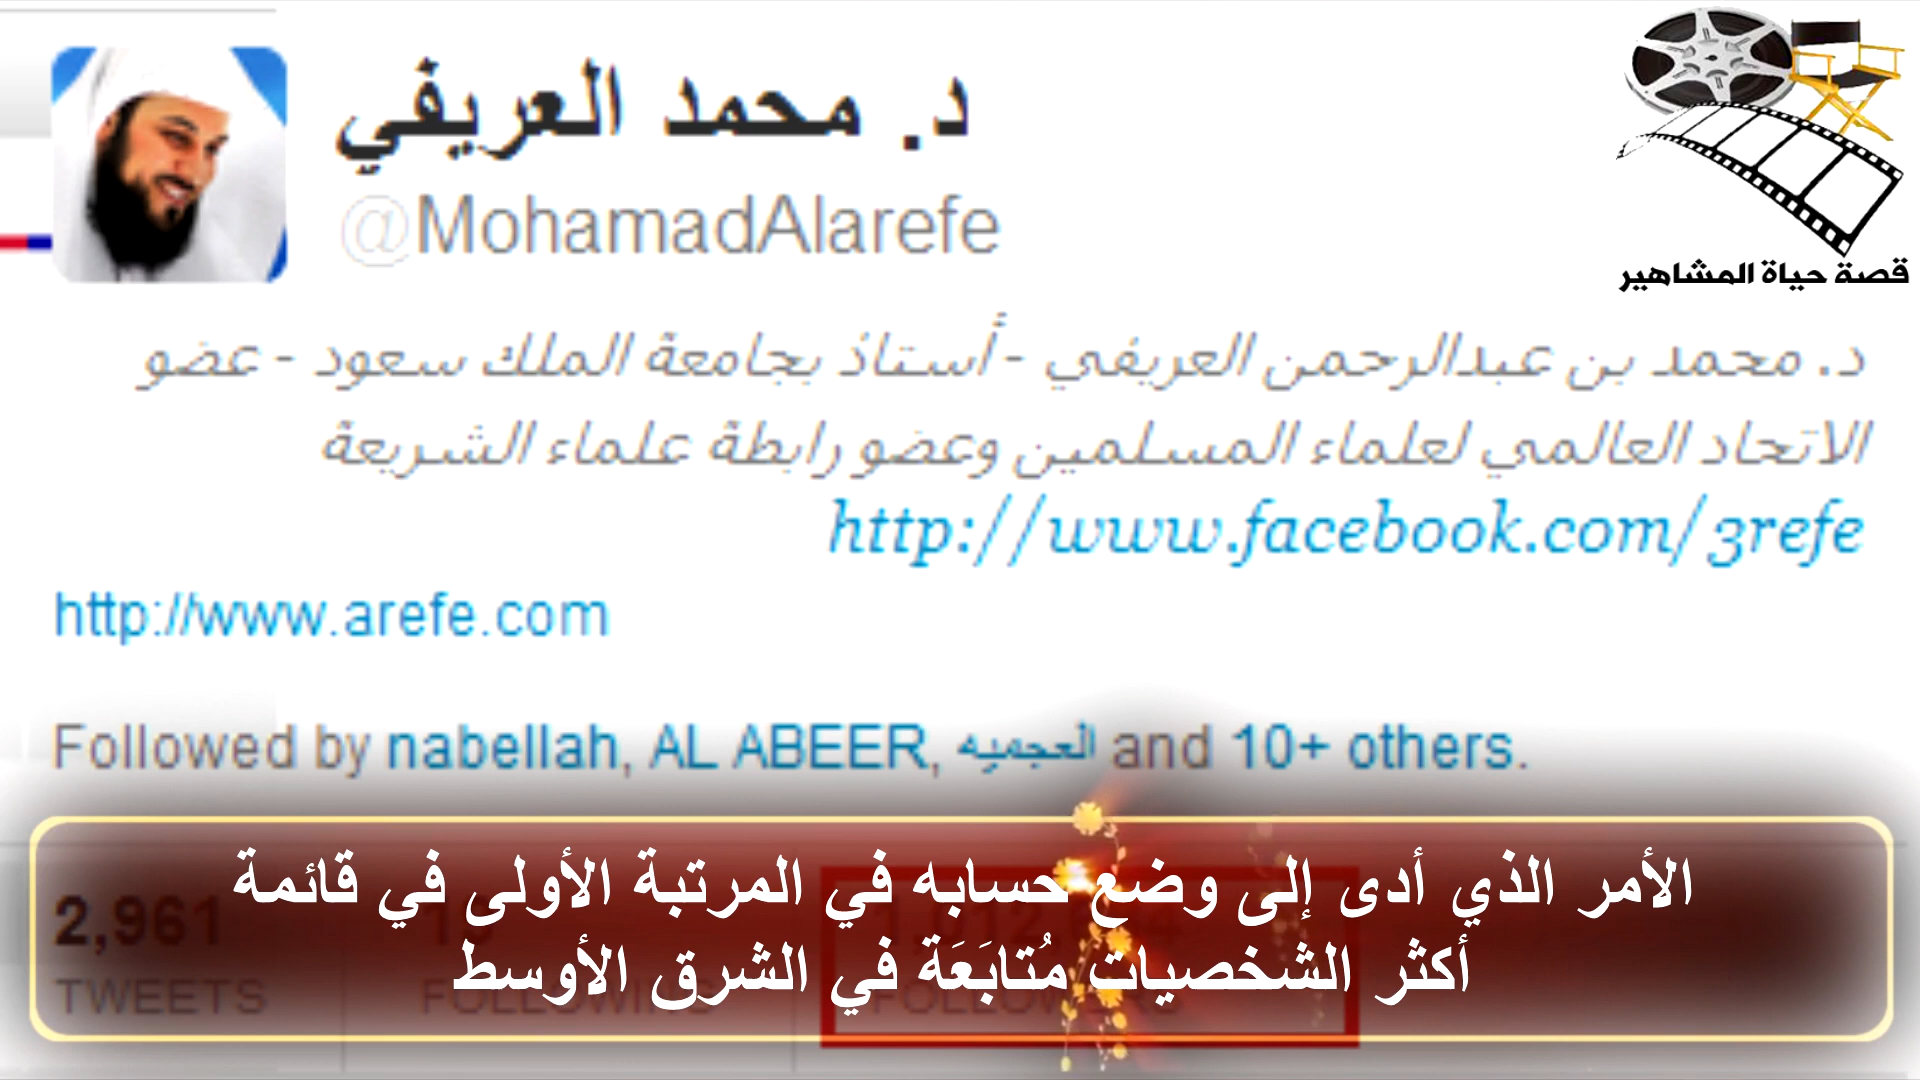 د. محمد العريفي
@MohamadAlarefe
قصة حياة المشاهير
د. محمد بن عبدالرحمن العريفي - أستاذ بجامعة الملك سعود - عضو
الاتحاد العالمي لعلماء المسلمين وعضو رابطة علماء الشريعة
http://www.facebook.com/3refe
http://www.arefe.com
Followed by nabellah, AL ABEER, العجميه and 10+ others.
الأمر الذي أدى إلى وضع حسابه في المرتبة الأولى في قائمة
أكثر الشخصيات مُتابَعَة في الشرق الأوسط
2,961
TWEETS
FOLLOWING
FOLLOWERS